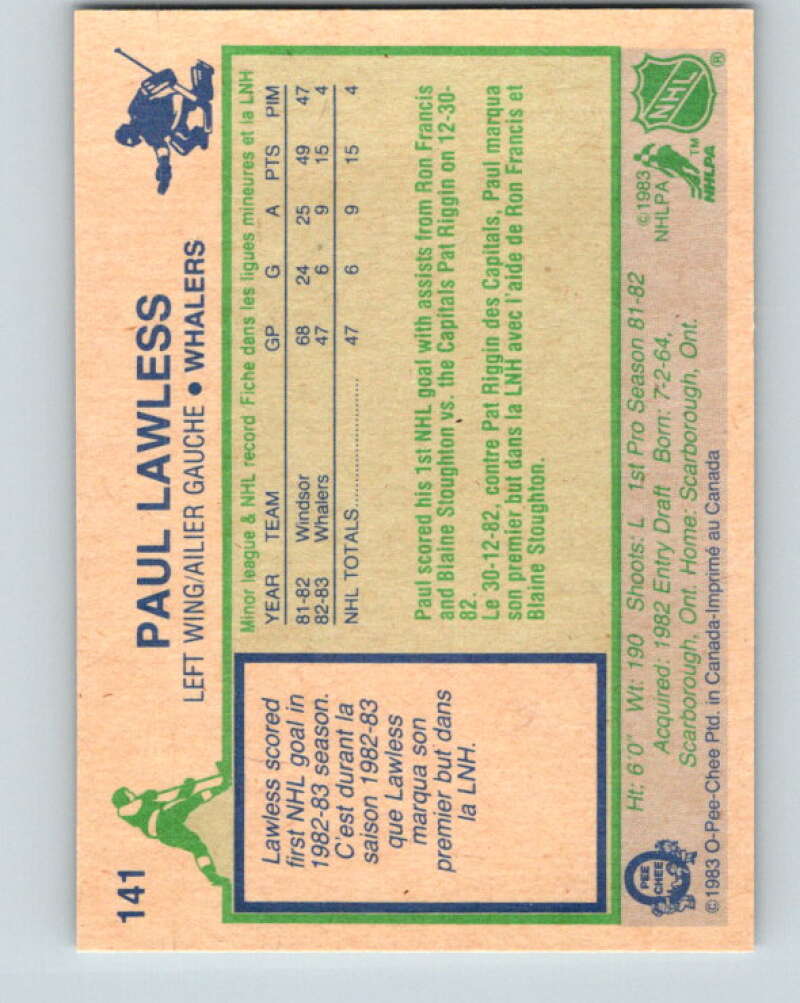 141
PAUL LAWLESS
LEFT WING/AILIER GAUCHE • WHALERS
Lawless scored
first NHL goal in
1982-83 season.
C'est durant la
saison 1982-83
que Lawless
marqua son
premier but dans
la LNH.
Minor league & NHL record Fiche dans les ligues mineures et la LNH
YEAR TEAM GP G A PTS PIM
81-82 Windsor 68 24 25 49 47
82-83 Whalers 47 6 9 15 4
NHL TOTALS 47 6 9 15 4
Paul scored his 1st NHL goal with assists from Ron Francis
and Blaine Stoughton vs. the Capitals Pat Riggin on 12-30-
82.
Le 30-12-82, contre Pat Riggin des Capitals, Paul marqua
son premier but dans la LNH avec l'aide de Ron Francis et
Blaine Stoughton.
Ht: 6'0" Wt: 190 Shoots: L 1st Pro Season 81-82
Acquired: 1982 Entry Draft Born: 7-2-64,
Scarborough, Ont. Home: Scarborough, Ont.
©1983 O-Pee-Chee Ptd. in Canada-Imprimé au Canada
O PEE CHEE
©1983
NHLPA
NHL ®
TM
NHLPA